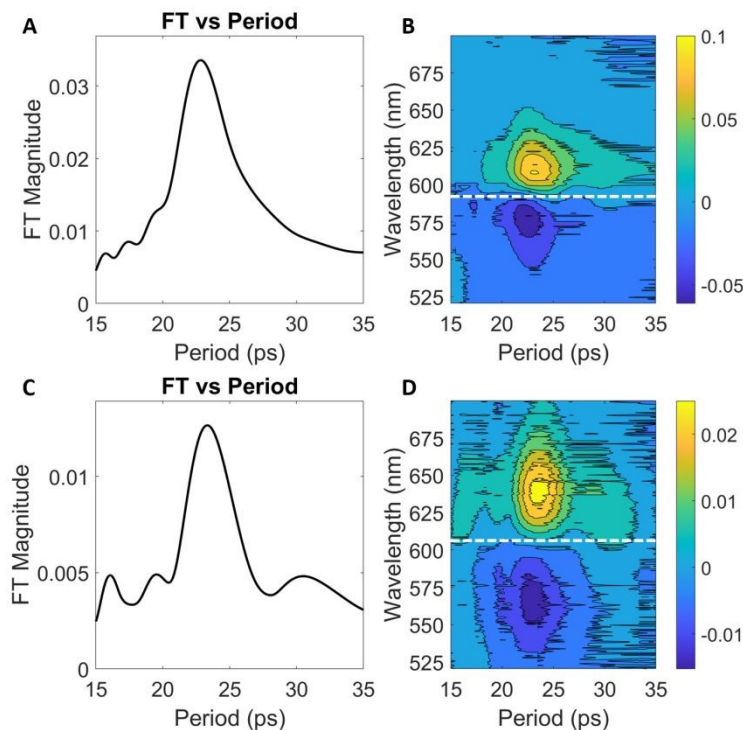 A
FT vs Period
FT Magnitude
0.03
0.02
0.01
0
15 20 25 30 35
Period (ps)
B
Wavelength (nm)
675
650
625
600
575
550
525
15 20 25 30 35
Period (ps)
0.1
0.05
0
-0.05
C
FT vs Period
FT Magnitude
0.01
0.005
0
15 20 25 30 35
Period (ps)
D
Wavelength (nm)
675
650
625
600
575
550
525
15 20 25 30 35
Period (ps)
0.02
0.01
0
-0.01